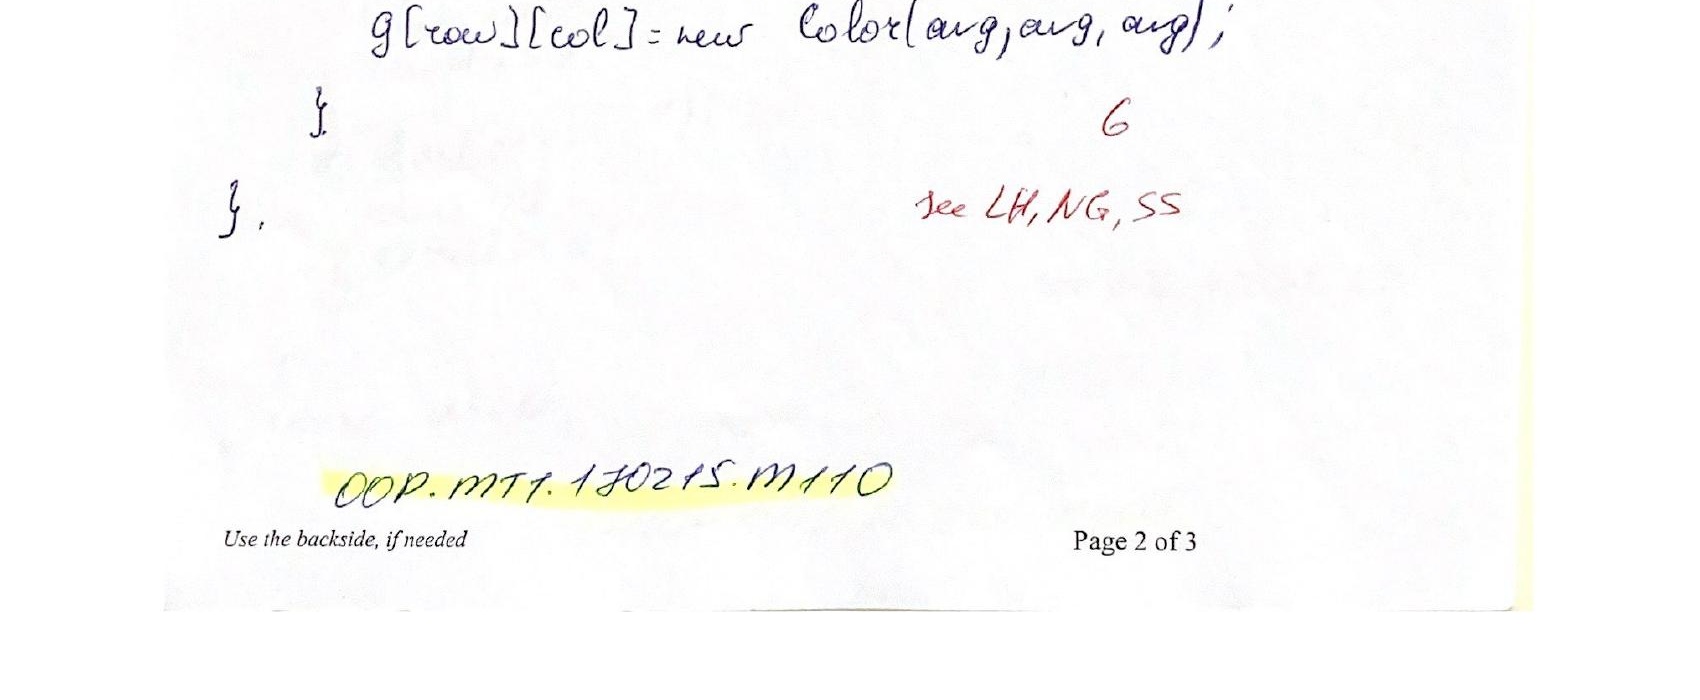 g[row][col]=new Color(avg,avg,avg);
}
6
}.
see LH, NG, SS
OOP.MT1.170215.M110
Use the backside, if needed
Page 2 of 3